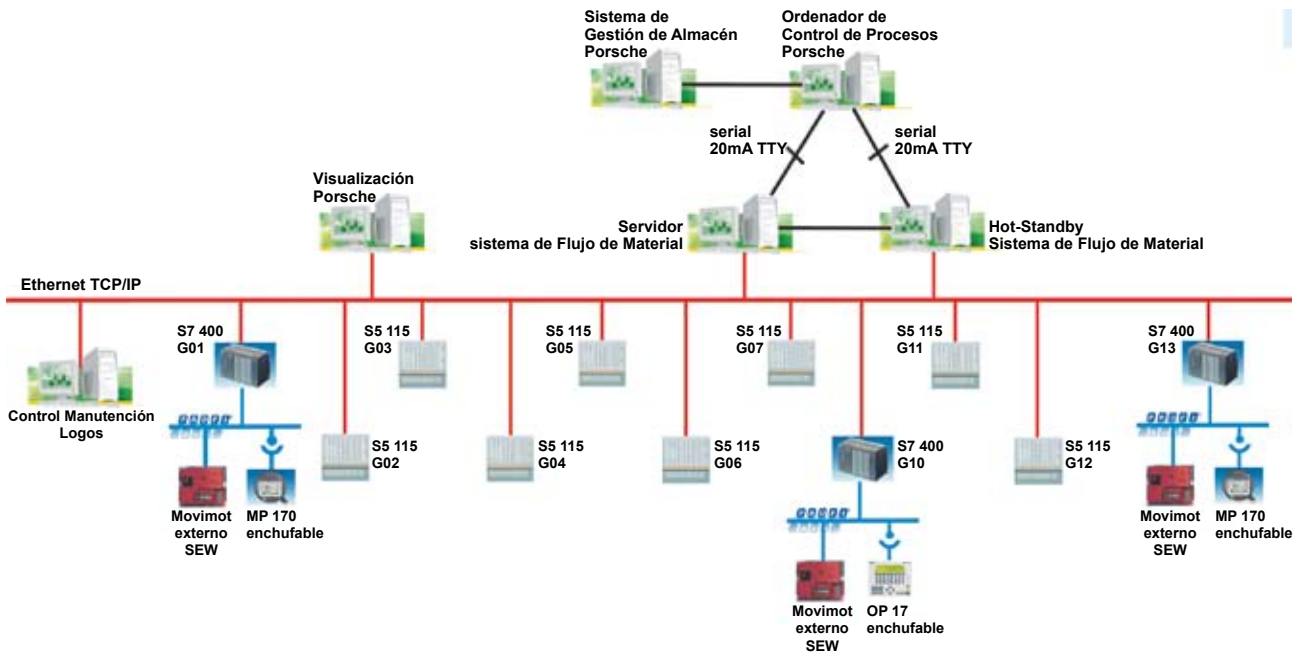 Sistema de
Gestión de Almacén
Porsche
Ordenador de
Control de Procesos
Porsche
serial
20mA TTY
serial
20mA TTY
Visualización
Porsche
Servidor
sistema de Flujo de Material
Hot-Standby
Sistema de Flujo de Material
Ethernet TCP/IP
S7 400
G01
S5 115
G03
S5 115
G05
S5 115
G07
S5 115
G11
S7 400
G13
Control Manutención
Logos
S5 115
G02
S5 115
G04
S5 115
G06
S7 400
G10
S5 115
G12
Movimot
externo
SEW
MP 170
enchufable
Movimot
externo
SEW
OP 17
enchufable
Movimot
externo
SEW
MP 170
enchufable